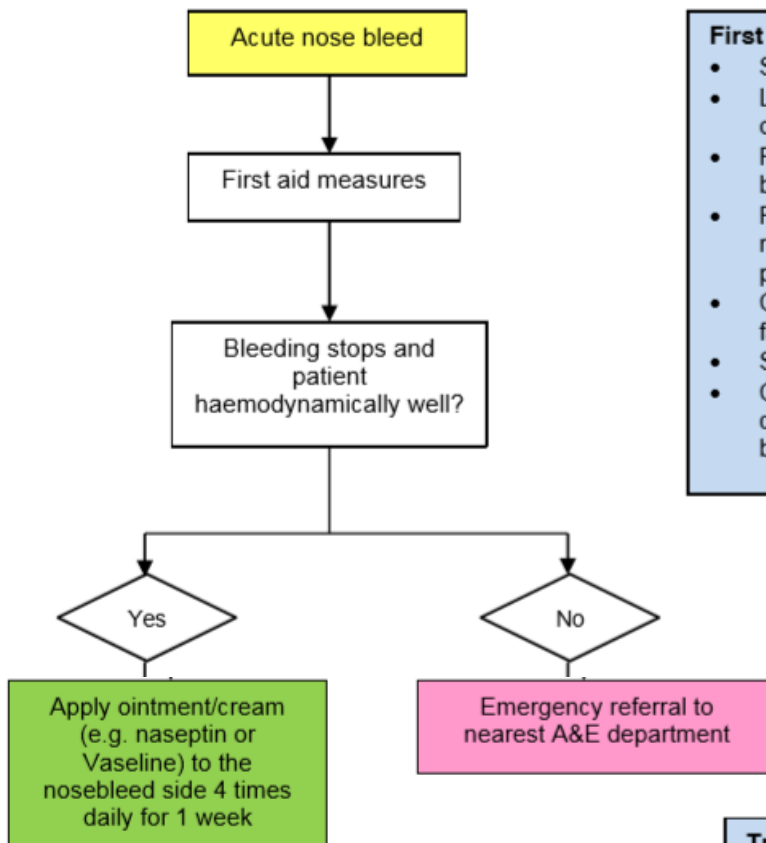 Acute nose bleed
First aid measures
Bleeding stops and
patient
haemodynamically well?
Yes
No
Apply ointment/cream
(e.g. naseptin or
Vaseline) to the
nosebleed side 4 times
daily for 1 week
Emergency referral to
nearest A&E department
First